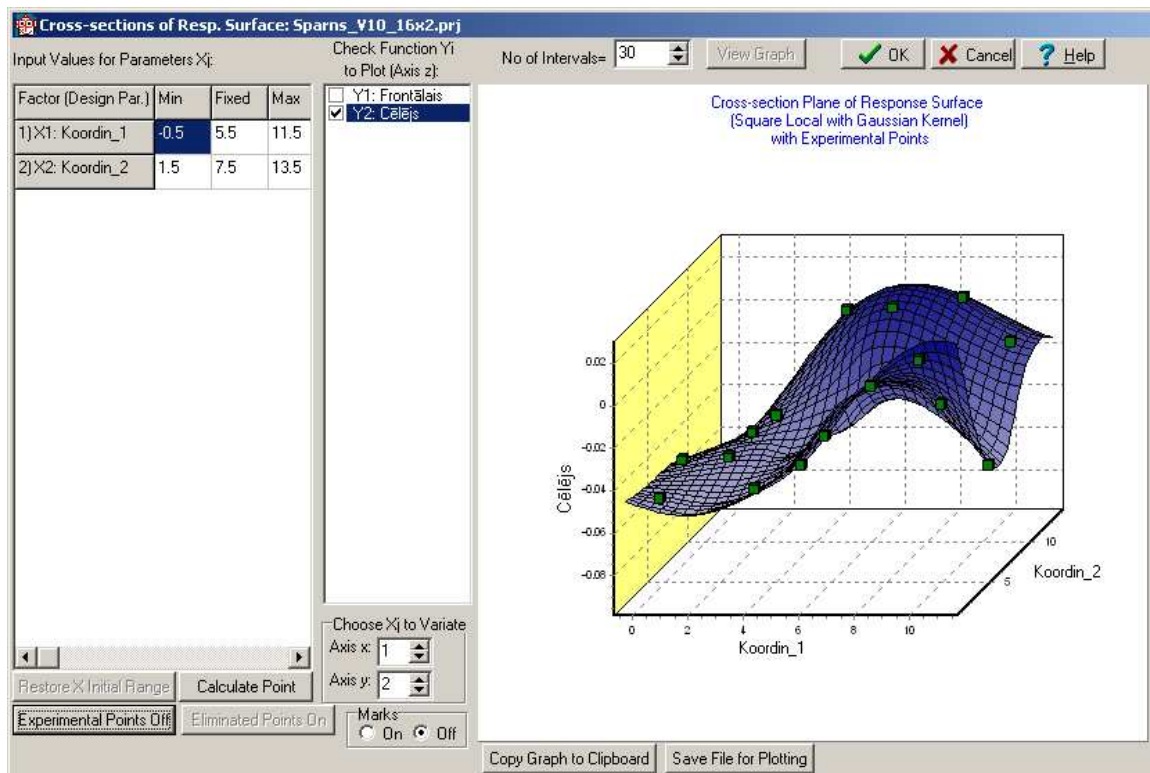 Cross-sections of Resp. Surface: Sparns_V10_16x2.prj
Input Values for Parameters Xj:
Factor (Design Par.) Min Fixed Max
1) X1: Koordin_1 -0.5 5.5 11.5
2) X2: Koordin_2 1.5 7.5 13.5
Restore X Initial Range Calculate Point
Experimental Points Off Eliminated Points On
Check Function Yi
to Plot (Axis z):
Y1: Frontālais
Y2: Cēlējs
Choose Xj to Variate
Axis x: 1
Axis y: 2
Marks
On Off
No of Intervals= 30 View Graph OK Cancel Help
Cross-section Plane of Response Surface
(Square Local with Gaussian Kernel)
with Experimental Points
0.02
0
-0.02
-0.04
-0.06
-0.08
Cēlējs
0 2 4 6 8 10
Koordin_1
5
10
Koordin_2
Copy Graph to Clipboard Save File for Plotting